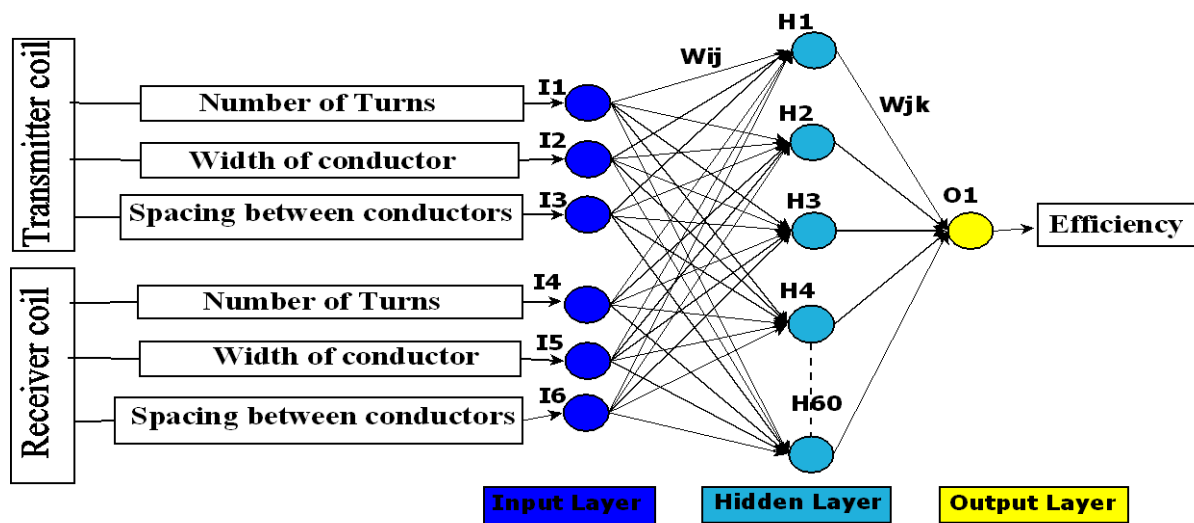 Transmitter coil
Number of Turns
Width of conductor
Spacing between conductors
Receiver coil
Number of Turns
Width of conductor
Spacing between conductors
I1
I2
I3
I4
I5
I6
Wij
H1
H2
H3
H4
H60
Wjk
O1
Efficiency
Input Layer
Hidden Layer
Output Layer